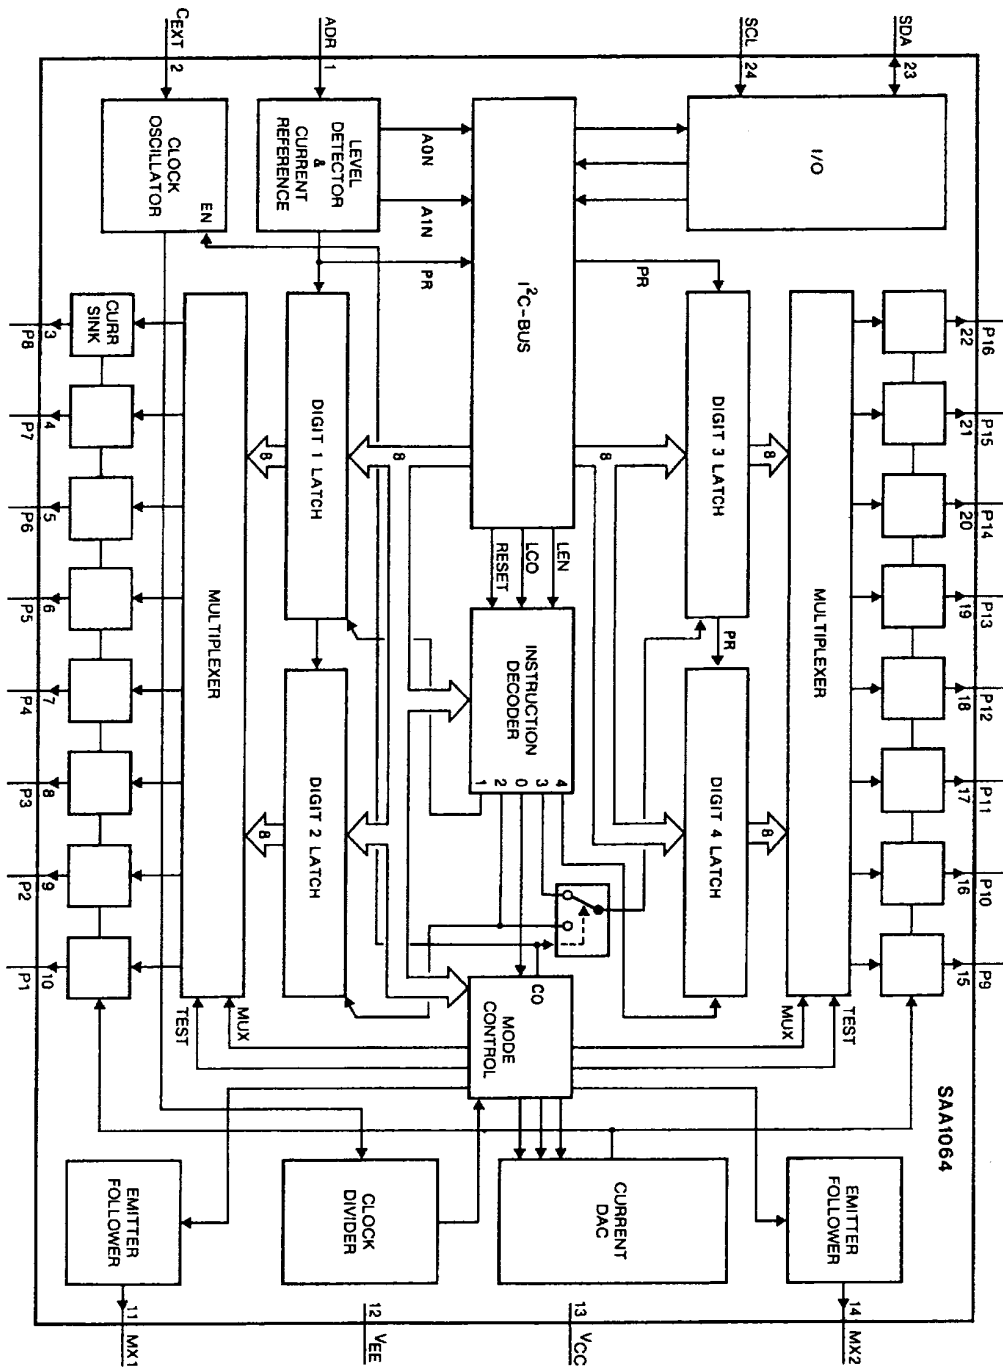 SAA1064
SDA
23
SCL
24
ADR
1
CEXT
2
I/O
I²C-BUS
LEVEL
DETECTOR
&
CURRENT
REFERENCE
CLOCK
OSCILLATOR
EN
A0N
A1N
PR
PR
P16
22
P15
21
P14
20
P13
19
P12
18
P11
17
P10
16
P9
15
MULTIPLEXER
8
8
TEST
MUX
DIGIT 3 LATCH
PR
DIGIT 4 LATCH
LEN
LCO
RESET
INSTRUCTION
DECODER
4
3
0
2
1
CO
MODE
CONTROL
8
DIGIT 1 LATCH
DIGIT 2 LATCH
8
8
MULTIPLEXER
MUX
TEST
CURR
SINK
3
P8
4
P7
5
P6
6
P5
7
P4
8
P3
9
P2
10
P1
EMITTER
FOLLOWER
14
MX2
CURRENT
DAC
13
VCC
CLOCK
DIVIDER
12
VEE
EMITTER
FOLLOWER
11
MX1